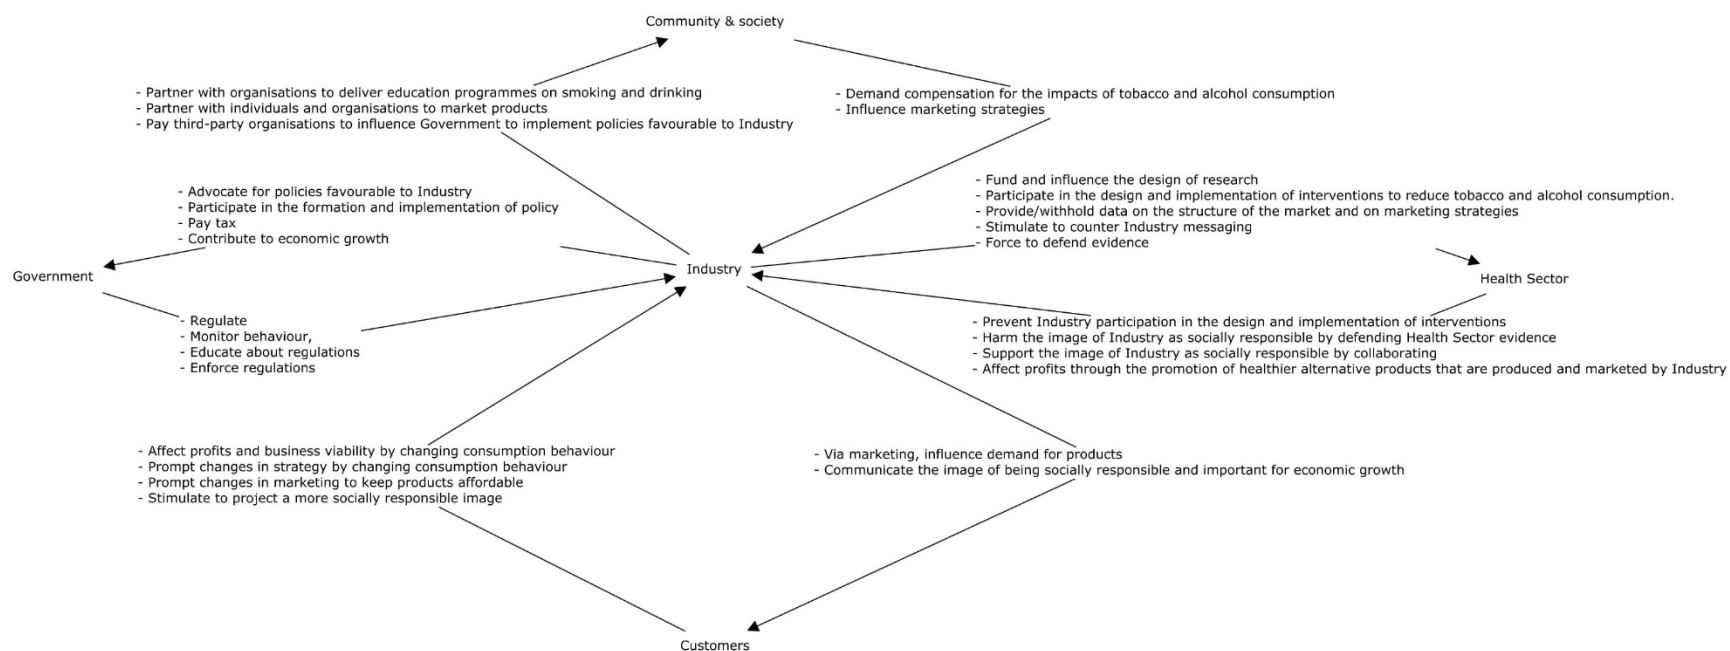 Community & society
- Partner with organisations to deliver education programmes on smoking and drinking
- Partner with individuals and organisations to market products
- Pay third-party organisations to influence Government to implement policies favourable to Industry
- Demand compensation for the impacts of tobacco and alcohol consumption
- Influence marketing strategies
- Advocate for policies favourable to Industry
- Participate in the formation and implementation of policy
- Pay tax
- Contribute to economic growth
- Fund and influence the design of research
- Participate in the design and implementation of interventions to reduce tobacco and alcohol consumption.
- Provide/withhold data on the structure of the market and on marketing strategies
- Stimulate to counter Industry messaging
- Force to defend evidence
Government
Industry
Health Sector
- Regulate
- Monitor behaviour,
- Educate about regulations
- Enforce regulations
- Prevent Industry participation in the design and implementation of interventions
- Harm the image of Industry as socially responsible by defending Health Sector evidence
- Support the image of Industry as socially responsible by collaborating
- Affect profits through the promotion of healthier alternative products that are produced and marketed by Industry
- Affect profits and business viability by changing consumption behaviour
- Prompt changes in strategy by changing consumption behaviour
- Prompt changes in marketing to keep products affordable
- Stimulate to project a more socially responsible image
- Via marketing, influence demand for products
- Communicate the image of being socially responsible and important for economic growth
Customers